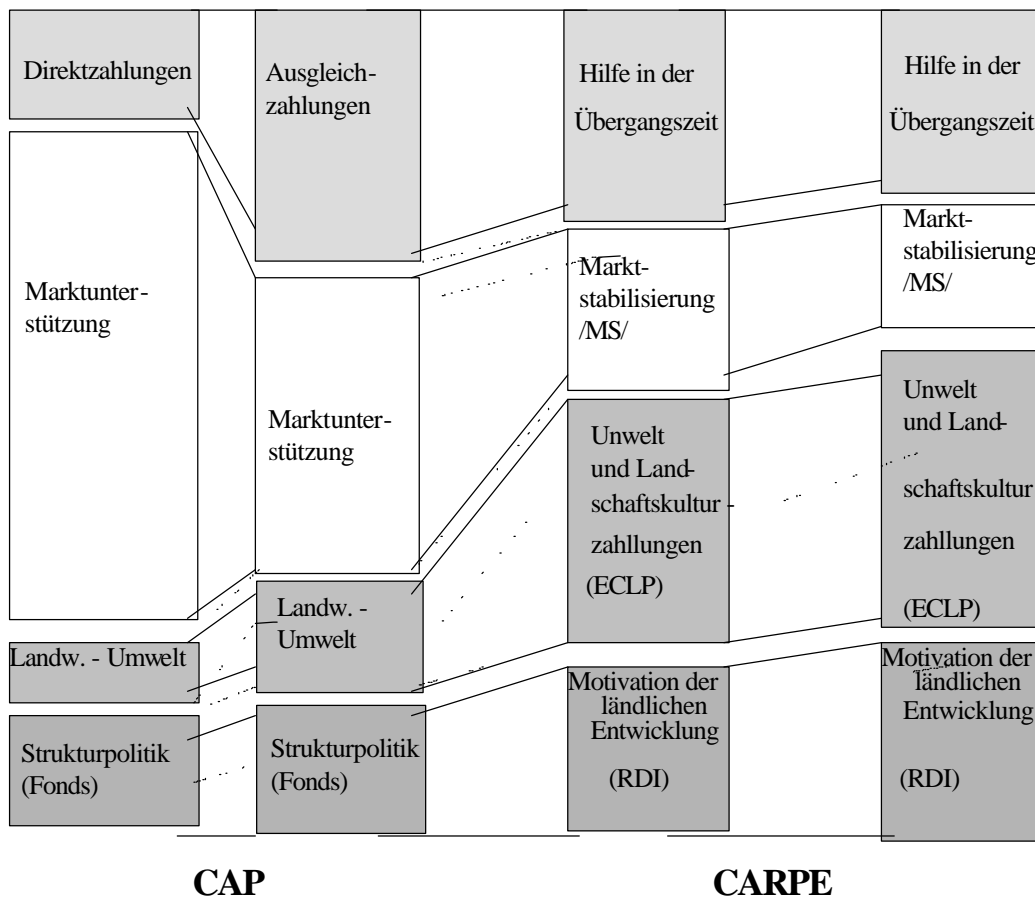 Direktzahlungen
Marktunter-
stützung
Landw. - Umwelt
Strukturpolitik
(Fonds)
Ausgleich-
zahlungen
Marktunter-
stützung
Landw. -
Umwelt
Strukturpolitik
(Fonds)
Hilfe in der
Übergangszeit
Markt-
stabilisierung
/MS/
Unwelt
und Land-
schaftskultur -
zahllungen
(ECLP)
Motivation der
ländlichen
Entwicklung
(RDI)
Hilfe in der
Übergangszeit
Markt-
stabilisierung
/MS/
Unwelt
und Land-
schaftskultur
zahllungen
(ECLP)
Motivation der
ländlichen
Entwicklung
(RDI)
CAP
CARPE